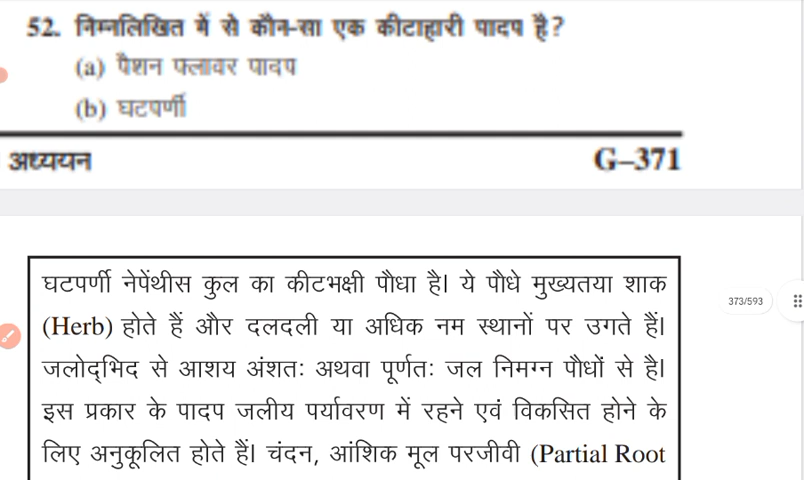 52. निम्नलिखित में से कौन-सा एक कीटाहारी पादप है?
(a) पैशन फ्लावर पादप
(b) घटपर्णी
अध्ययन G–371
घटपर्णी नेपेंथीस कुल का कीटभक्षी पौधा है। ये पौधे मुख्यतया शाक
373/593
(Herb) होते हैं और दलदली या अधिक नम स्थानों पर उगते हैं।
जलोद्भिद से आशय अंशतः अथवा पूर्णतः जल निमग्न पौधों से है।
इस प्रकार के पादप जलीय पर्यावरण में रहने एवं विकसित होने के
लिए अनुकूलित होते हैं। चंदन, आंशिक मूल परजीवी (Partial Root